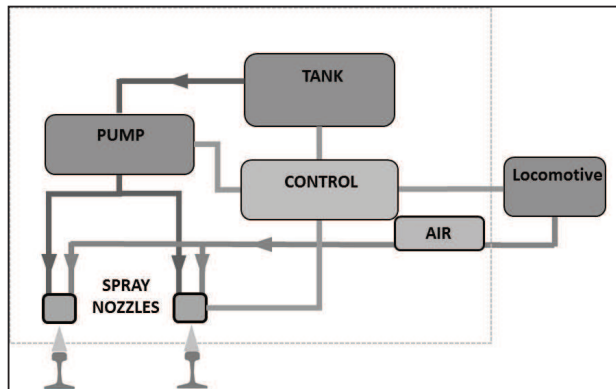 TANK
PUMP
CONTROL
Locomotive
AIR
SPRAY
NOZZLES